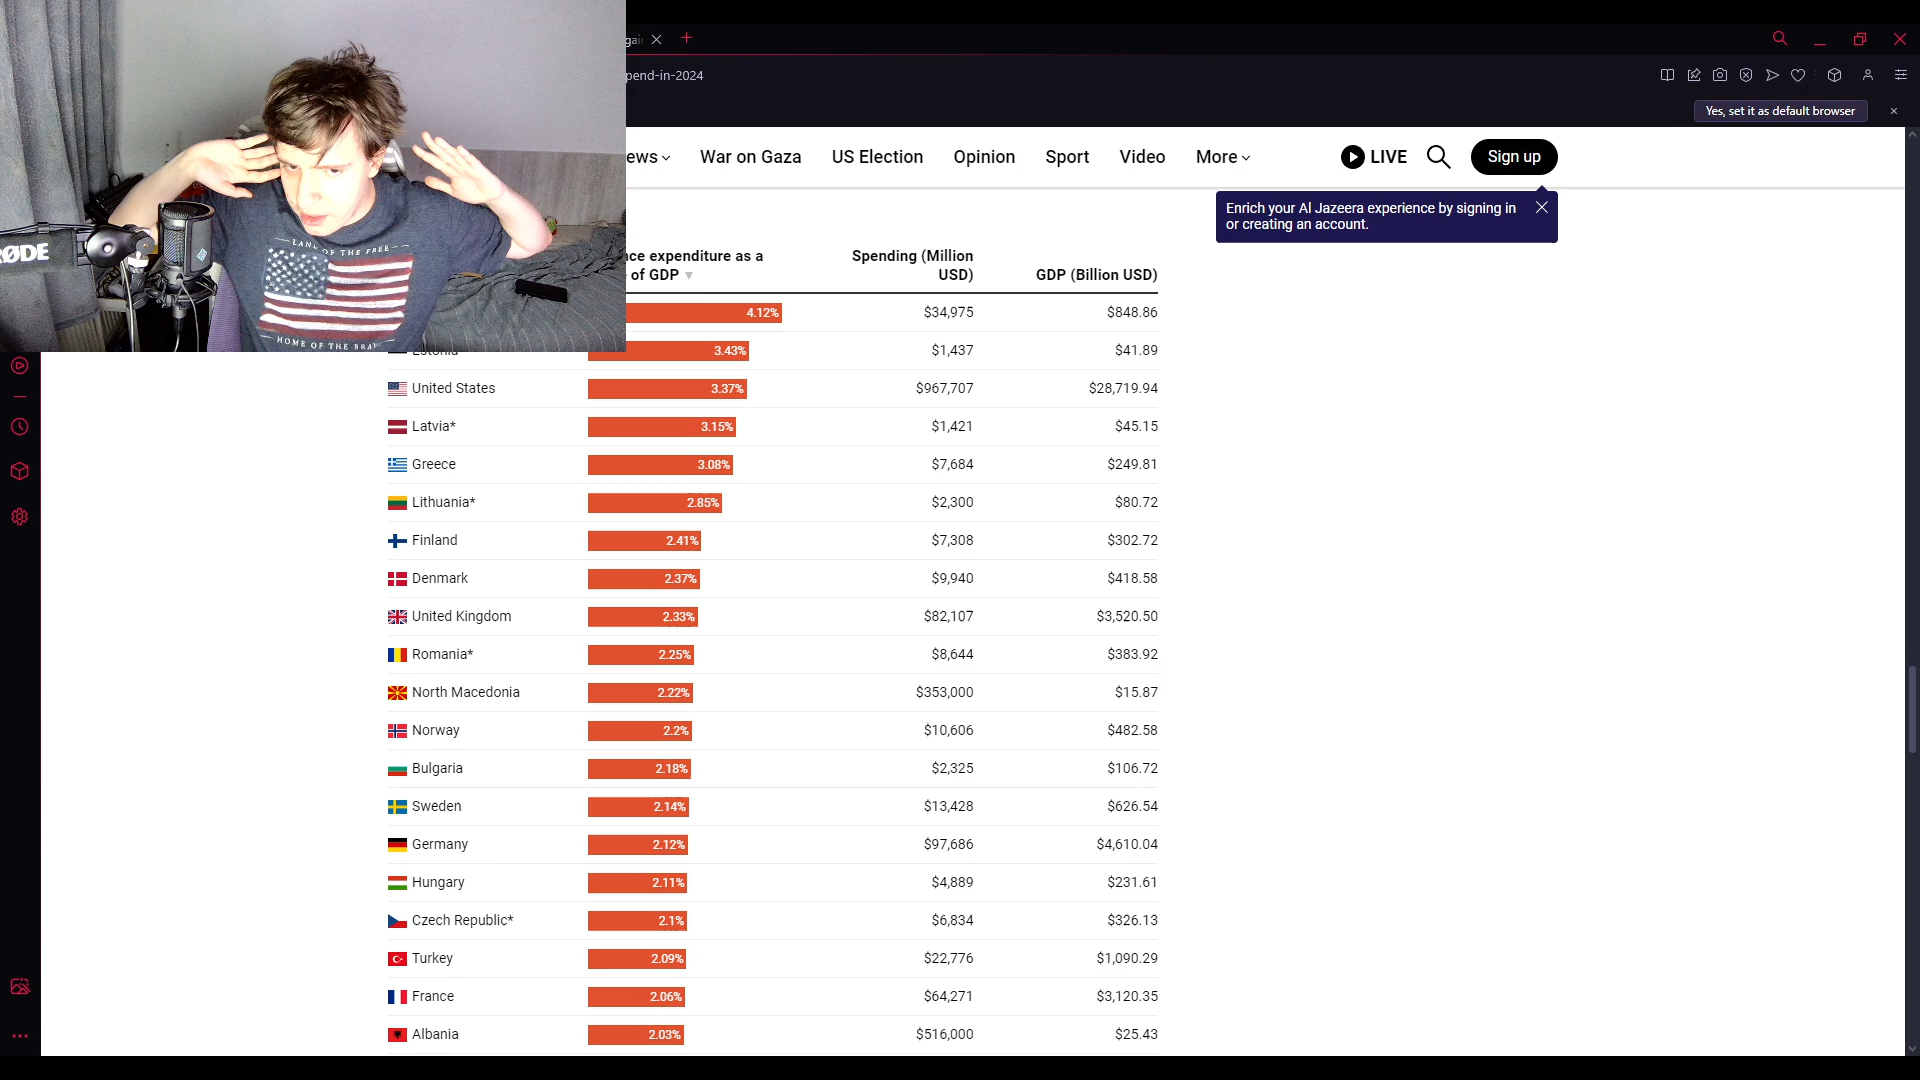 pend-in-2024
Yes, set it as default browser
ews
War on Gaza
US Election
Opinion
Sport
Video
More
LIVE
Sign up
Enrich your Al Jazeera experience by signing in
or creating an account.
RØDE
LAND OF THE FREE
HOME OF THE BRAVE
nce expenditure as a
of GDP
Spending (Million
USD)
GDP (Billion USD)
4.12% $34,975 $848.86
Estonia 3.43% $1,437 $41.89
United States 3.37% $967,707 $28,719.94
Latvia* 3.15% $1,421 $45.15
Greece 3.08% $7,684 $249.81
Lithuania* 2.85% $2,300 $80.72
Finland 2.41% $7,308 $302.72
Denmark 2.37% $9,940 $418.58
United Kingdom 2.33% $82,107 $3,520.50
Romania* 2.25% $8,644 $383.92
North Macedonia 2.22% $353,000 $15.87
Norway 2.2% $10,606 $482.58
Bulgaria 2.18% $2,325 $106.72
Sweden 2.14% $13,428 $626.54
Germany 2.12% $97,686 $4,610.04
Hungary 2.11% $4,889 $231.61
Czech Republic* 2.1% $6,834 $326.13
Turkey 2.09% $22,776 $1,090.29
France 2.06% $64,271 $3,120.35
Albania 2.03% $516,000 $25.43